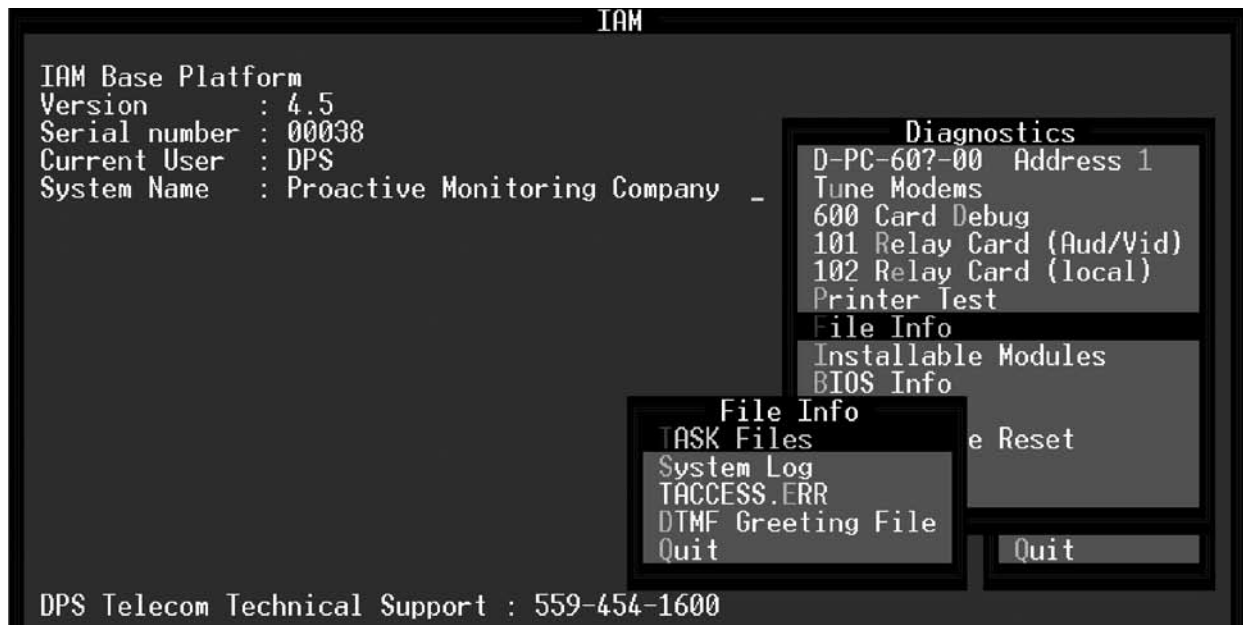 IAM
IAM Base Platform
Version : 4.5
Serial number : 00038
Current User : DPS
System Name : Proactive Monitoring Company _
Diagnostics
D-PC-60?-00 Address 1
Tune Modems
600 Card Debug
101 Relay Card (Aud/Vid)
102 Relay Card (local)
Printer Test
File Info
Installable Modules
BIOS Info
e Reset
File Info
TASK Files
System Log
TACCESS.ERR
DTMF Greeting File
Quit
Quit
DPS Telecom Technical Support : 559-454-1600